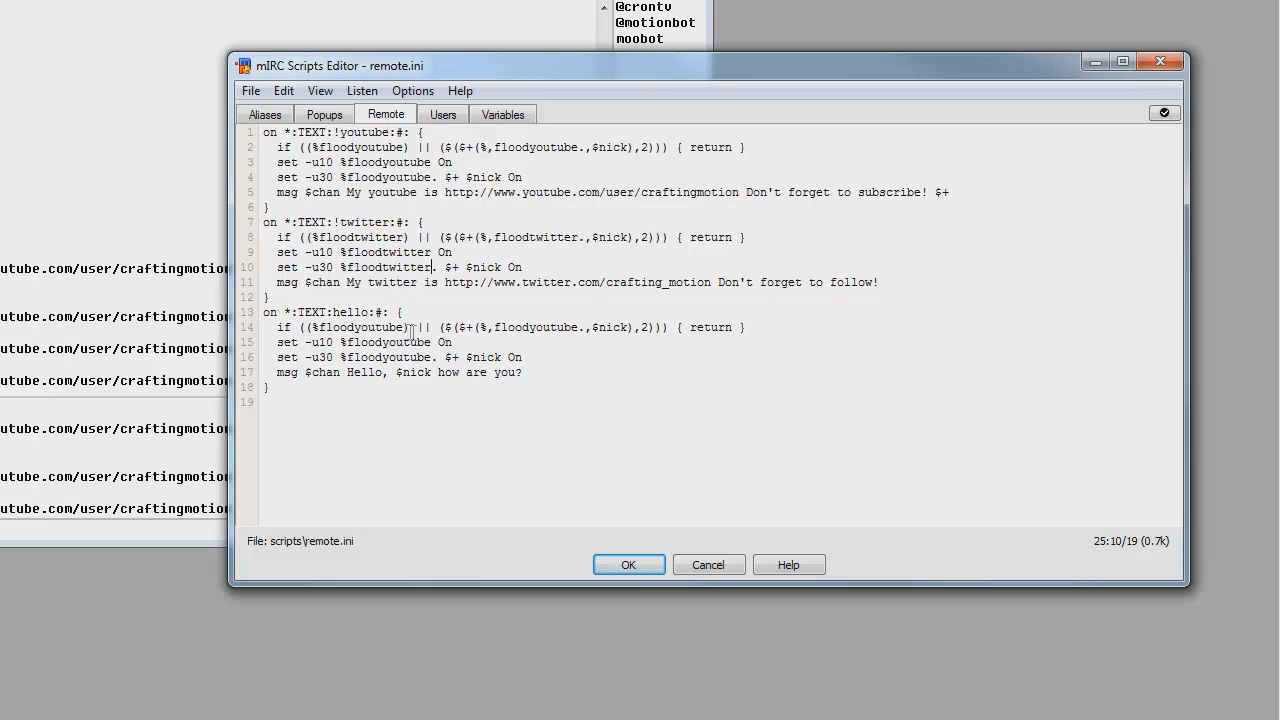 @crontv
@motionbot
moobot
mIRC Scripts Editor - remote.ini
File Edit View Listen Options Help
Aliases Popups Remote Users Variables
1 on *:TEXT:!youtube:#: {
2 if ((%floodyoutube) || ($($+(%,floodyoutube.,$nick),2))) { return }
3 set -u10 %floodyoutube On
4 set -u30 %floodyoutube. $+ $nick On
5 msg $chan My youtube is http://www.youtube.com/user/craftingmotion Don't forget to subscribe! $+
6 }
7 on *:TEXT:!twitter:#: {
8 if ((%floodtwitter) || ($($+(%,floodtwitter.,$nick),2))) { return }
9 set -u10 %floodtwitter On
10 set -u30 %floodtwitter. $+ $nick On
11 msg $chan My twitter is http://www.twitter.com/crafting_motion Don't forget to follow!
12 }
13 on *:TEXT:hello:#: {
14 if ((%floodyoutube) || ($($+(%,floodyoutube.,$nick),2))) { return }
15 set -u10 %floodyoutube On
16 set -u30 %floodyoutube. $+ $nick On
17 msg $chan Hello, $nick how are you?
18 }
19
utube.com/user/craftingmotion
utube.com/user/craftingmotion
utube.com/user/craftingmotion
utube.com/user/craftingmotion
utube.com/user/craftingmotion
utube.com/user/craftingmotion
utube.com/user/craftingmotion
File: scripts\remote.ini
25:10/19 (0.7k)
OK Cancel Help